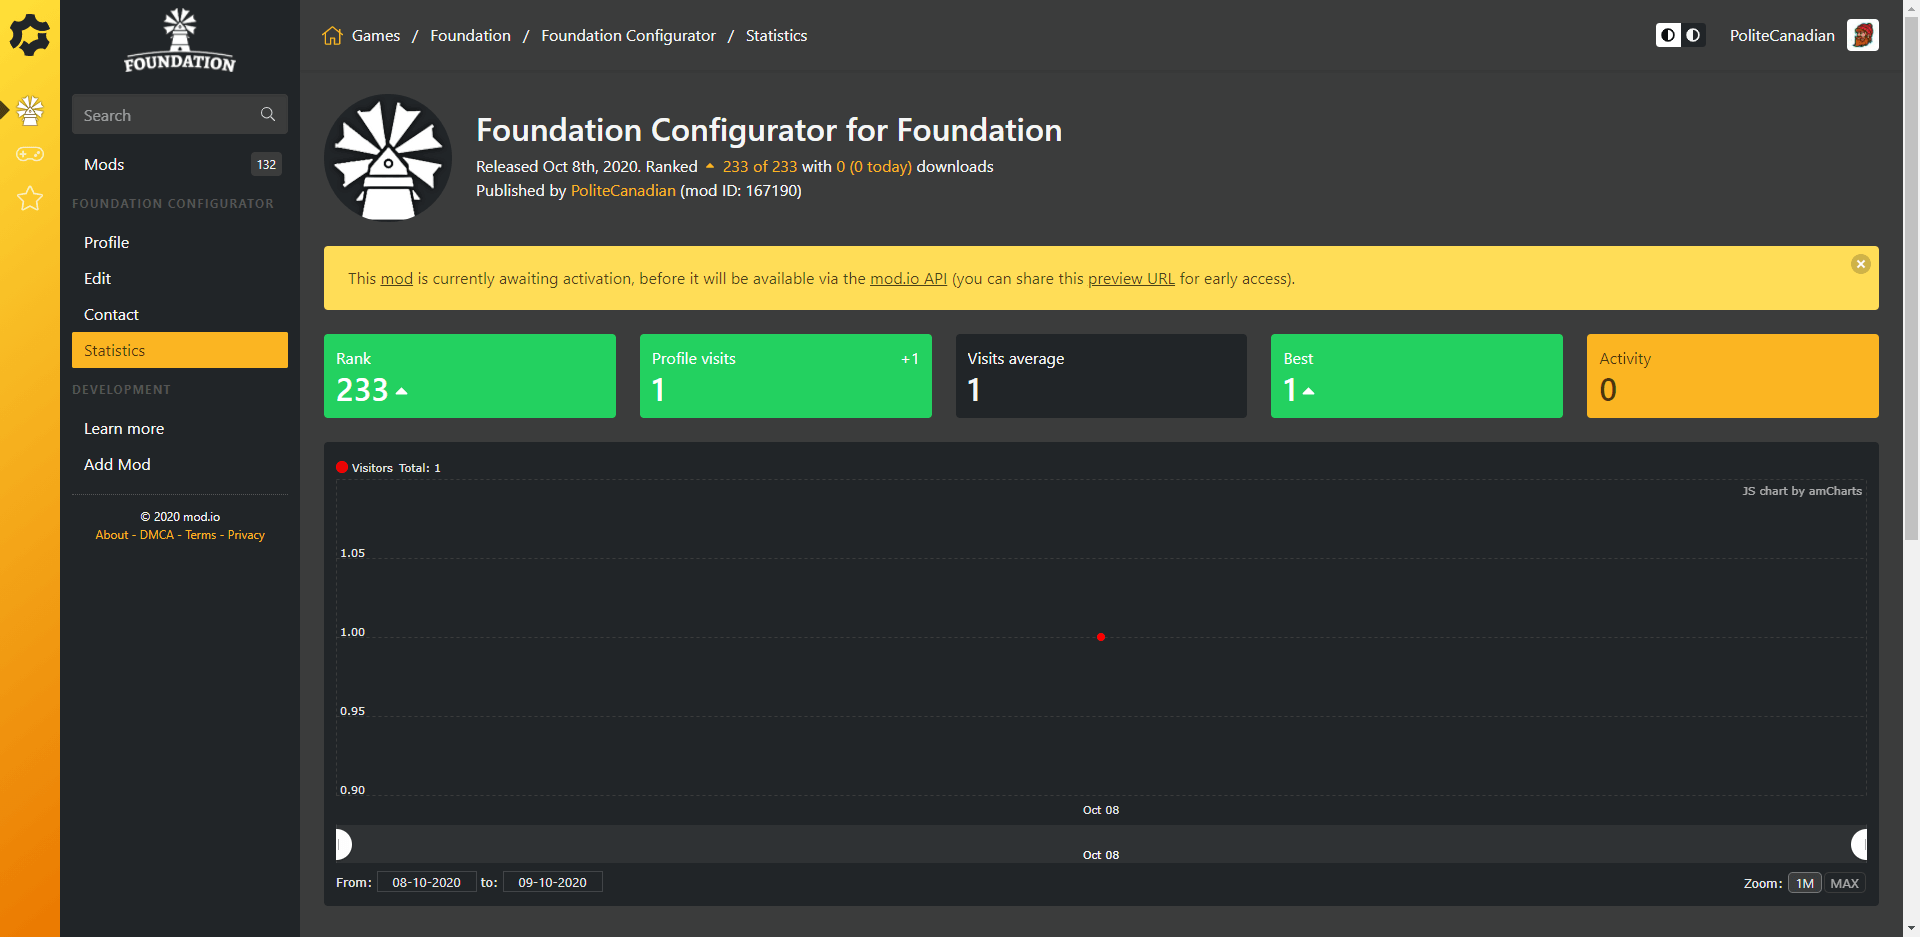 FOUNDATION
Search
Mods 132
FOUNDATION CONFIGURATOR
Profile
Edit
Contact
Statistics
DEVELOPMENT
Learn more
Add Mod
© 2020 mod.io
About - DMCA - Terms - Privacy
Games / Foundation / Foundation Configurator / Statistics
PoliteCanadian
Foundation Configurator for Foundation
Released Oct 8th, 2020. Ranked 233 of 233 with 0 (0 today) downloads
Published by PoliteCanadian (mod ID: 167190)
This mod is currently awaiting activation, before it will be available via the mod.io API (you can share this preview URL for early access).
Rank
233
Profile visits +1
1
Visits average
1
Best
1
Activity
0
Visitors Total: 1
JS chart by amCharts
1.05
1.00
0.95
0.90
Oct 08
Oct 08
From: 08-10-2020 to: 09-10-2020
Zoom: 1M MAX